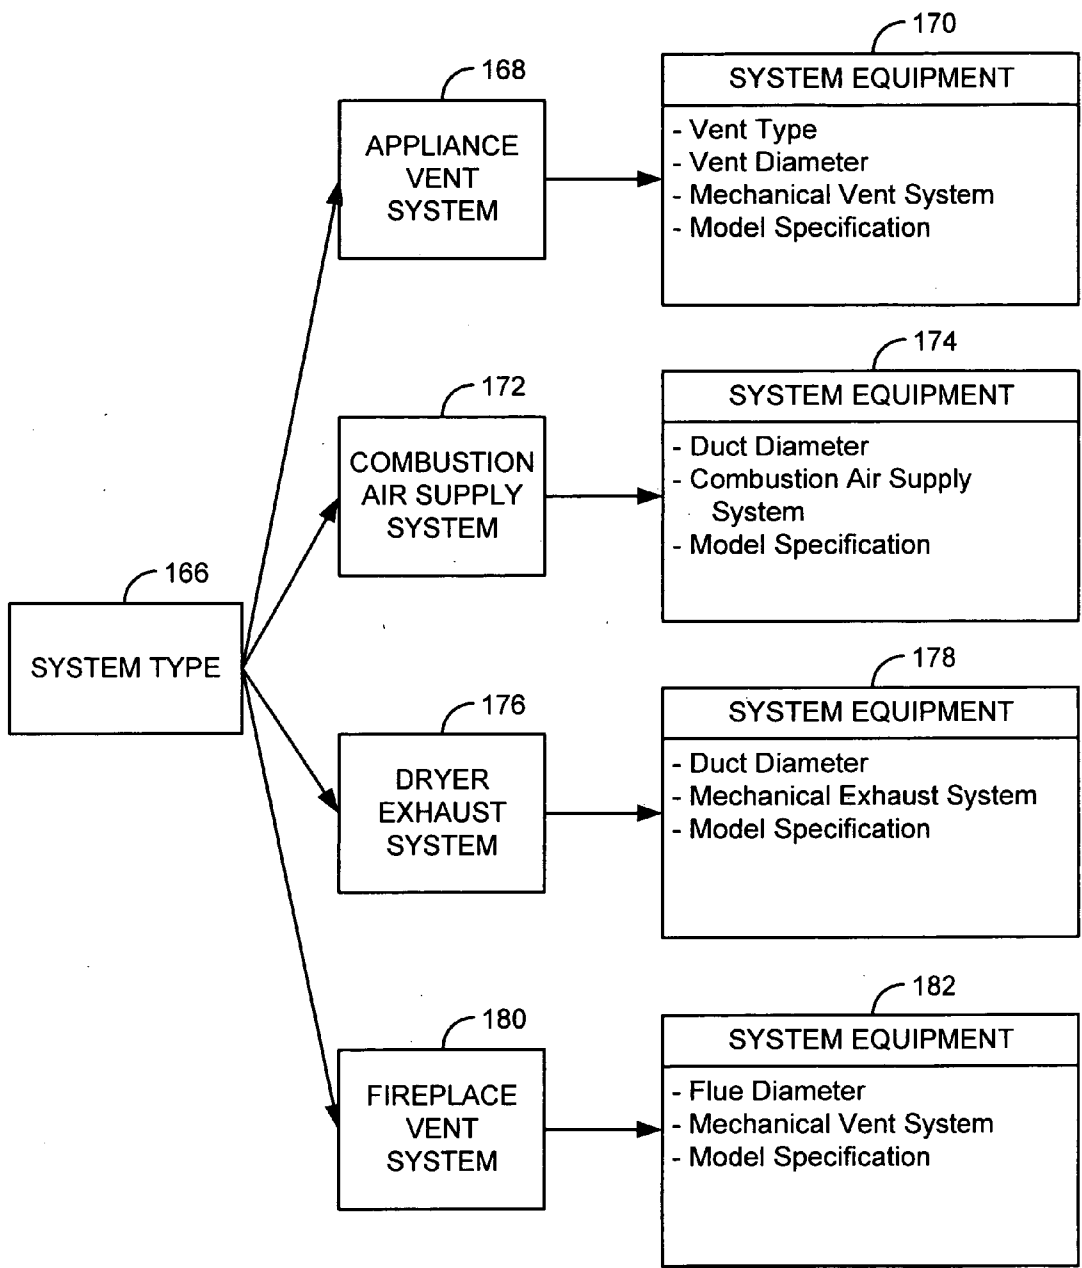 170
SYSTEM EQUIPMENT
- Vent Type
- Vent Diameter
- Mechanical Vent System
- Model Specification
168
APPLIANCE
VENT
SYSTEM
174
SYSTEM EQUIPMENT
- Duct Diameter
- Combustion Air Supply
System
- Model Specification
172
COMBUSTION
AIR SUPPLY
SYSTEM
166
SYSTEM TYPE
178
SYSTEM EQUIPMENT
- Duct Diameter
- Mechanical Exhaust System
- Model Specification
176
DRYER
EXHAUST
SYSTEM
182
SYSTEM EQUIPMENT
- Flue Diameter
- Mechanical Vent System
- Model Specification
180
FIREPLACE
VENT
SYSTEM